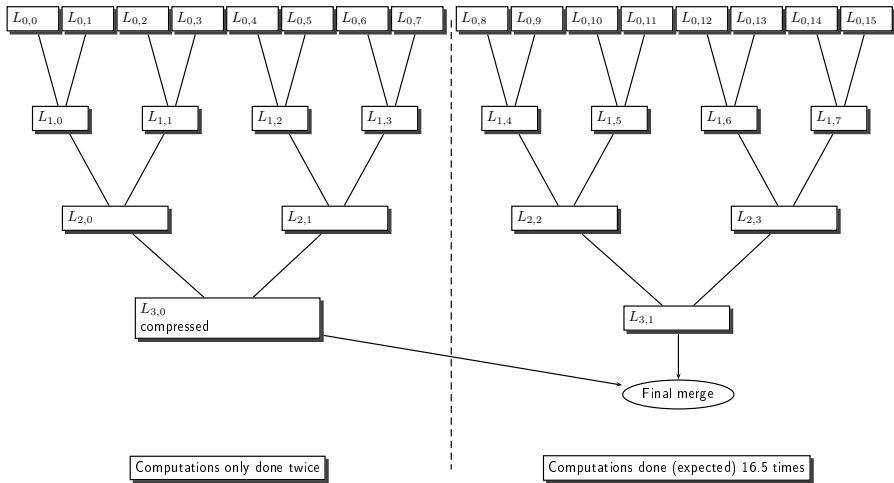 L0,0 L0,1 L0,2 L0,3 L0,4 L0,5 L0,6 L0,7 L0,8 L0,9 L0,10 L0,11 L0,12 L0,13 L0,14 L0,15
L1,0 L1,1 L1,2 L1,3 L1,4 L1,5 L1,6 L1,7
L2,0 L2,1 L2,2 L2,3
L3,0
compressed
L3,1
Final merge
Computations only done twice
Computations done (expected) 16.5 times